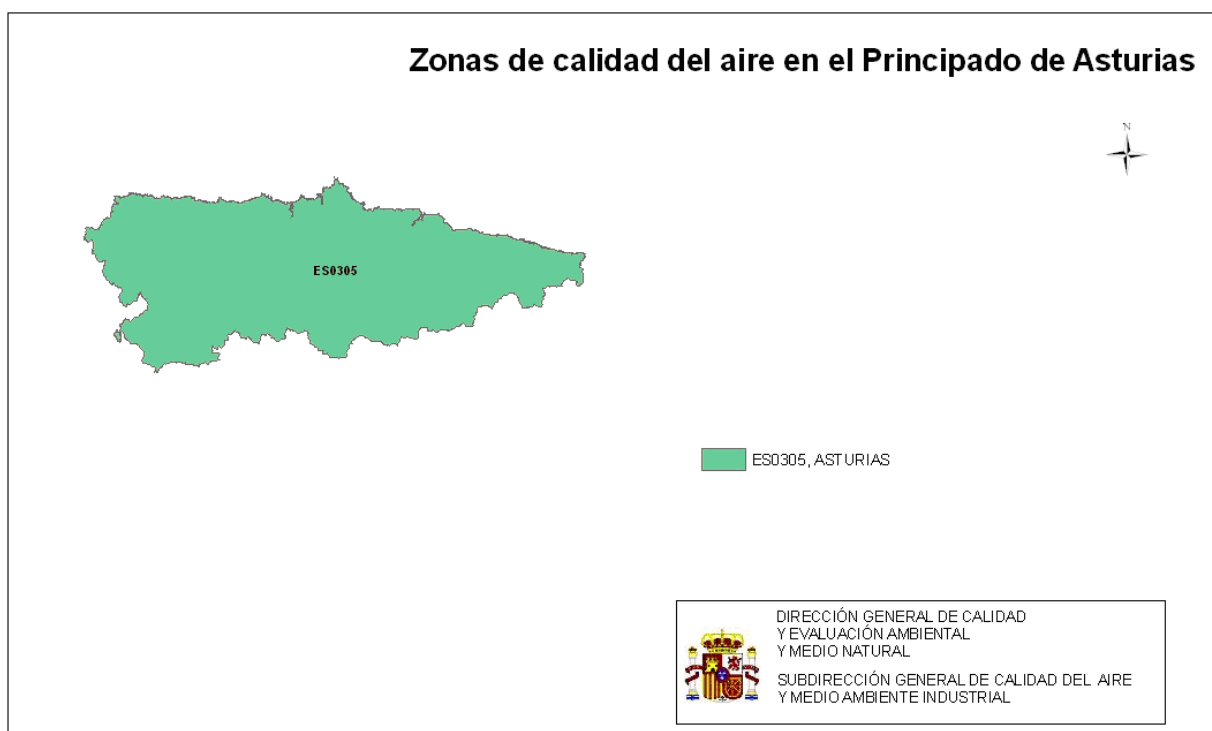 Zonas de calidad del aire en el Principado de Asturias
N
ES0305
ES0305, ASTURIAS
DIRECCIÓN GENERAL DE CALIDAD
Y EVALUACIÓN AMBIENTAL
Y MEDIO NATURAL
SUBDIRECCIÓN GENERAL DE CALIDAD DEL AIRE
Y MEDIO AMBIENTE INDUSTRIAL